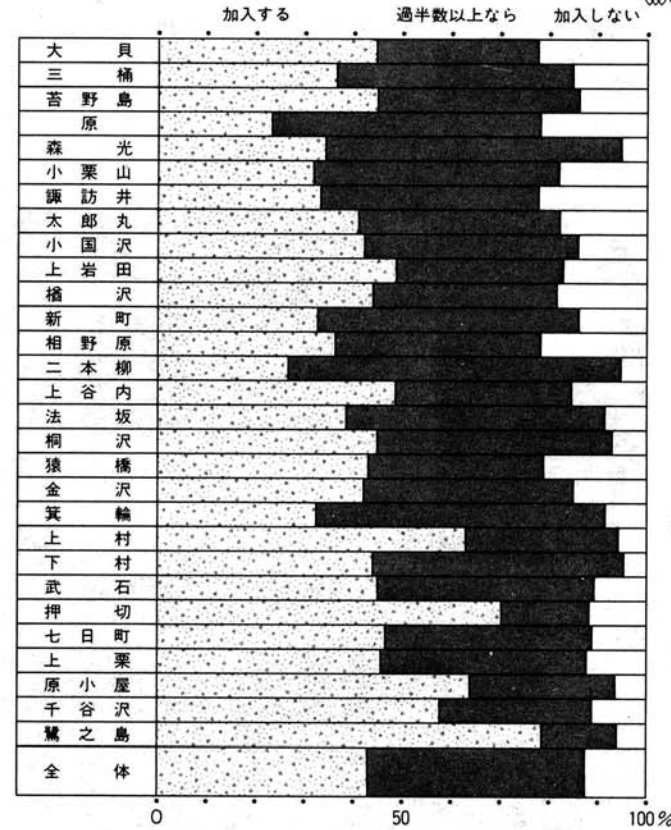 加入する 過半数以上なら 加入しない
大貝
三桶
苔野島
原
森光
小栗山
諏訪井
太郎丸
小国沢
上岩田
楢沢
新町
相野原
二本柳
上谷内
法坂
桐沢
猿橋
金沢
箕輪
上村
下村
武石
押切
七日町
上栗
原小屋
千谷沢
鷺之島
全体
0 50 100%